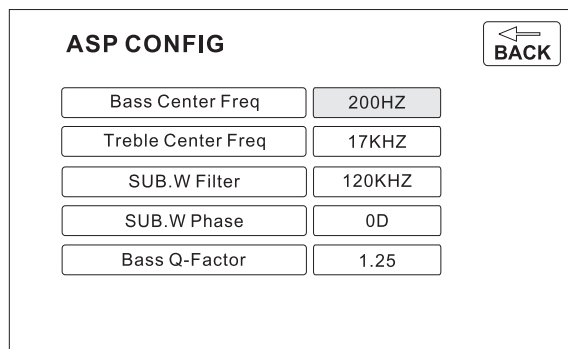 ASP CONFIG
BACK
Bass Center Freq 200HZ
Treble Center Freq 17KHZ
SUB.W Filter 120KHZ
SUB.W Phase 0D
Bass Q-Factor 1.25